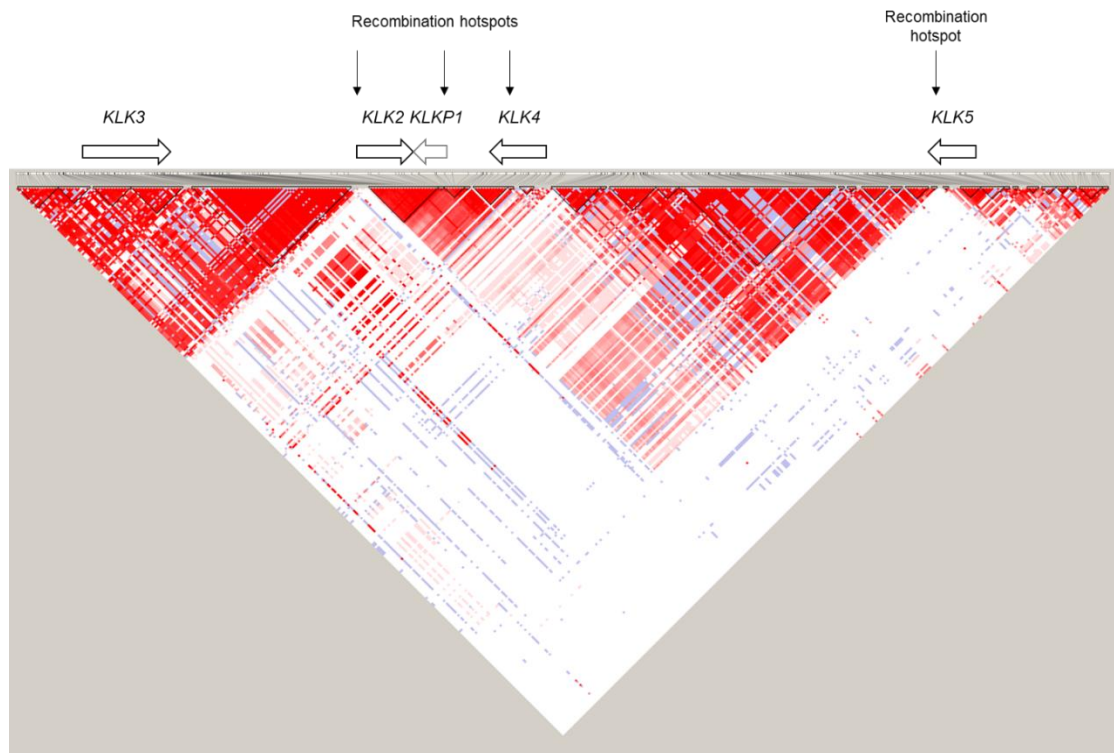 Recombination hotspots
Recombination
hotspot
KLK3
KLK2 KLKP1
KLK4
KLK5